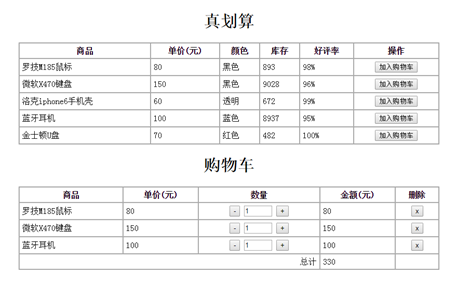 真划算
商品 单价(元) 颜色 库存 好评率 操作
罗技M185鼠标 80 黑色 893 98% 加入购物车
微软X470键盘 150 黑色 9028 96% 加入购物车
洛克iphone6手机壳 60 透明 672 99% 加入购物车
蓝牙耳机 100 蓝色 8937 95% 加入购物车
金士顿U盘 70 红色 482 100% 加入购物车
购物车
商品 单价(元) 数量 金额(元) 删除
罗技M185鼠标 80 - 1 + 80 x
微软X470键盘 150 - 1 + 150 x
蓝牙耳机 100 - 1 + 100 x
总计 330